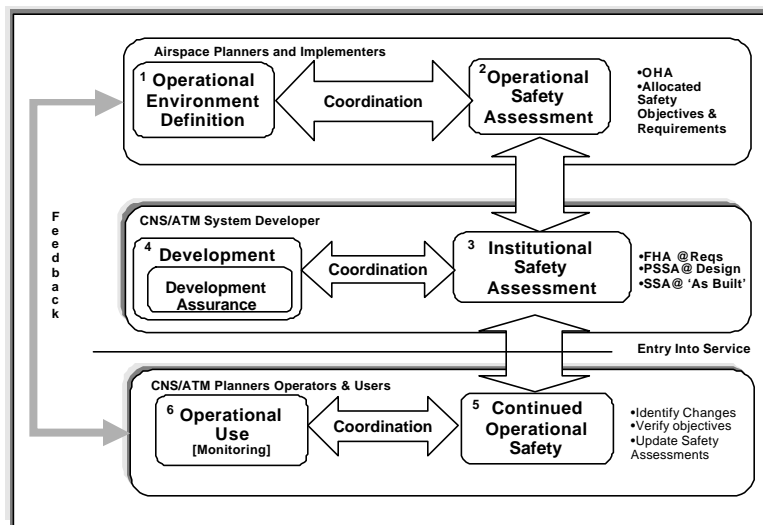 Airspace Planners and Implementers
1 Operational
Environment
Definition
Coordination
2 Operational
Safety
Assessment
•OHA
•Allocated
Safety
Objectives &
Requirements
Feedback
CNS/ATM System Developer
4 Development
Development
Assurance
Coordination
3 Institutional
Safety
Assessment
•FHA @Reqs
•PSSA@ Design
•SSA@ ‘As Built’
Entry Into Service
CNS/ATM Planners Operators & Users
6 Operational
Use
[Monitoring]
Coordination
5 Continued
Operational
Safety
•Identify Changes
•Verify objectives
•Update Safety
Assessments